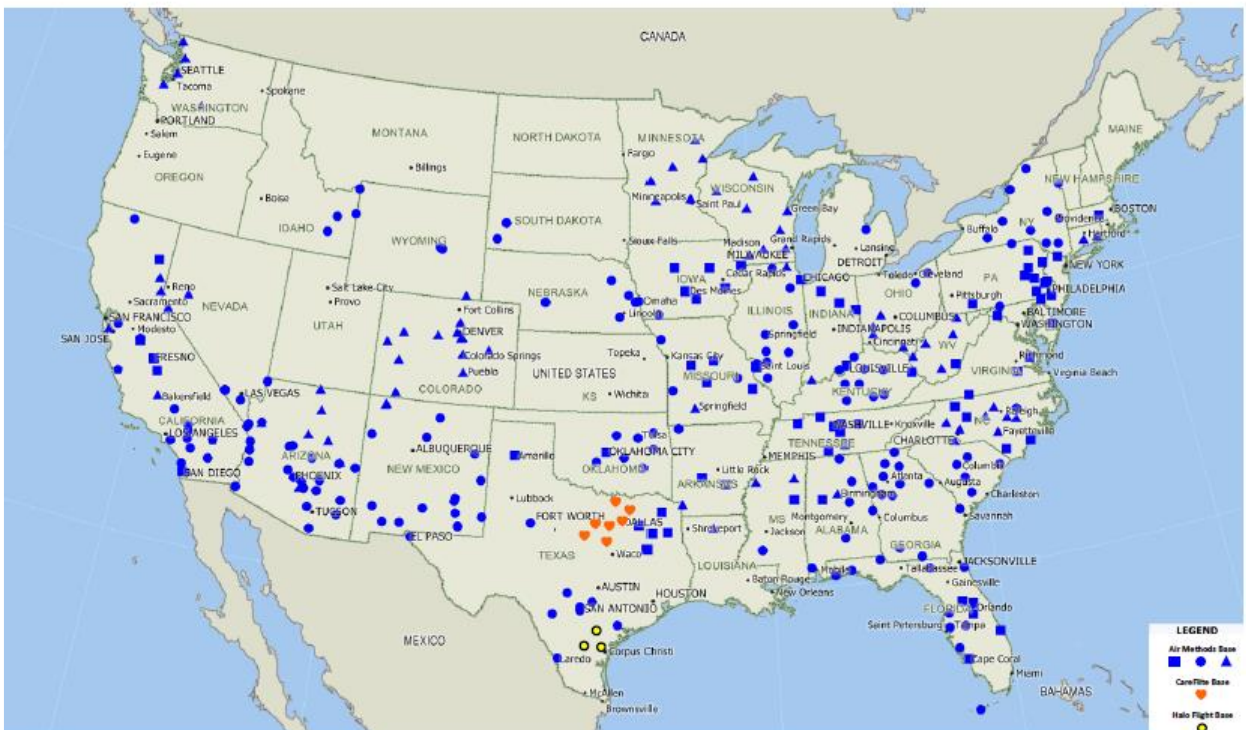 CANADA
SEATTLE
Tacoma
WASHINGTON
Spokane
PORTLAND
Salem
Eugene
OREGON
MONTANA
Billings
NORTH DAKOTA
Fargo
MINNESOTA
MAINE
Boise
IDAHO
WYOMING
SOUTH DAKOTA
Sioux Falls
Minneapolis
Saint Paul
WISCONSIN
Green Bay
Madison
MILWAUKEE
Grand Rapids
Lansing
DETROIT
NEW HAMPSHIRE
BOSTON
Providence
Hartford
NY
Buffalo
NEW YORK
Reno
Sacramento
NEVADA
Salt Lake City
Provo
UTAH
Fort Collins
DENVER
Colorado Springs
Pueblo
COLORADO
NEBRASKA
Omaha
Lincoln
IOWA
Des Moines
Cedar Rapids
CHICAGO
Toledo
Cleveland
PA
Pittsburgh
PHILADELPHIA
SAN FRANCISCO
Modesto
SAN JOSE
FRESNO
Bakersfield
CALIFORNIA
LOS ANGELES
SAN DIEGO
LAS VEGAS
ARIZONA
PHOENIX
TUCSON
UNITED STATES
Topeka
Kansas City
KS
Wichita
ILLINOIS
Springfield
INDIANA
INDIANAPOLIS
OHIO
COLUMBUS
Cincinnati
BALTIMORE
WASHINGTON
WV
VIRGINIA
Richmond
Virginia Beach
MISSOURI
Saint Louis
Springfield
LOUISVILLE
KENTUCKY
ALBUQUERQUE
NEW MEXICO
EL PASO
Amarillo
Lubbock
Tulsa
OKLAHOMA CITY
OKLAHOMA
ARKANSAS
Little Rock
MEMPHIS
NASHVILLE
TENNESSEE
Knoxville
CHARLOTTE
NC
Raleigh
Fayetteville
Columbia
Charleston
Atlanta
Augusta
Savannah
Birmingham
Montgomery
ALABAMA
Columbus
GEORGIA
MS
Jackson
FORT WORTH
DALLAS
TEXAS
Waco
Shreveport
LOUISIANA
Baton Rouge
New Orleans
Mobile
Tallahassee
JACKSONVILLE
Gainesville
FLORIDA
Orlando
Saint Petersburg
Tampa
Cape Coral
Miami
BAHAMAS
AUSTIN
HOUSTON
SAN ANTONIO
Corpus Christi
Laredo
McAllen
Brownsville
MEXICO
LEGEND
Air Methods Base
CareFlite Base
Halo Flight Base